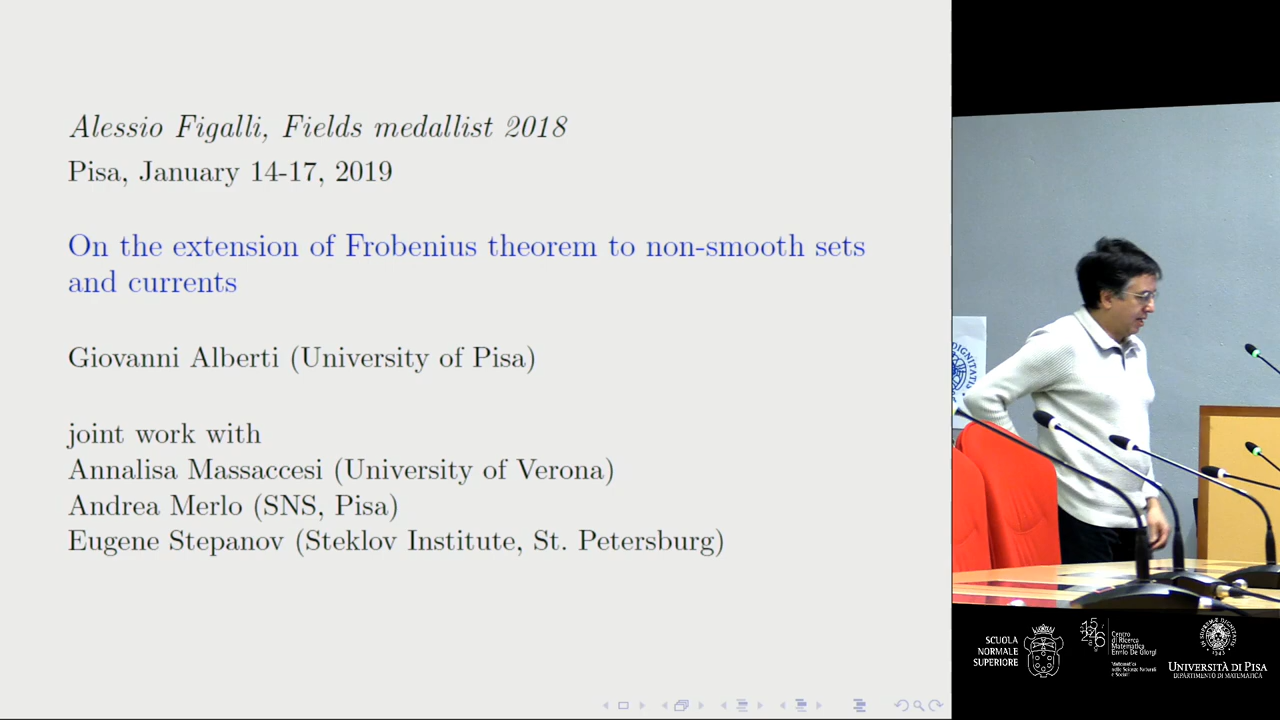 Alessio Figalli, Fields medallist 2018
Pisa, January 14-17, 2019
On the extension of Frobenius theorem to non-smooth sets
and currents
Giovanni Alberti (University of Pisa)
joint work with
Annalisa Massaccesi (University of Verona)
Andrea Merlo (SNS, Pisa)
Eugene Stepanov (Steklov Institute, St. Petersburg)
DIGNITATIS
SCUOLA
NORMALE
SUPERIORE
Centro
di Ricerca
Matematica
Ennio De Giorgi
UNIVERSITÀ DI PISA
DIPARTIMENTO DI MATEMATICA